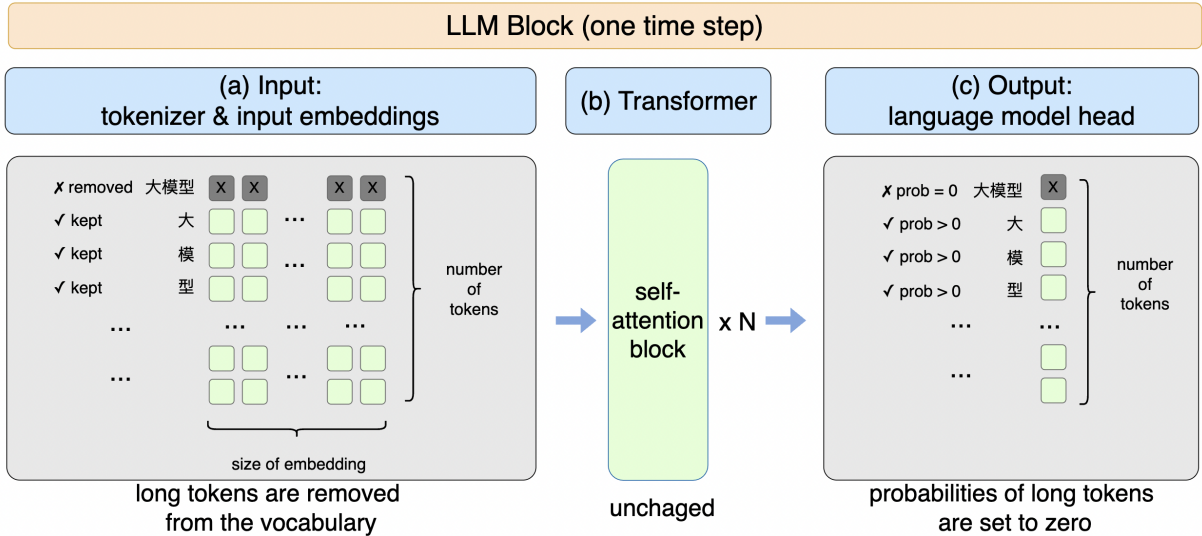 LLM Block (one time step)
(a) Input:
tokenizer & input embeddings
(b) Transformer
(c) Output:
language model head
✗ removed 大模型 X X X X
✓ kept 大 ...
✓ kept 模 ...
✓ kept 型
... ... ... ...
... ...
number
of
tokens
size of embedding
long tokens are removed
from the vocabulary
self-
attention
block
x N
unchaged
✗ prob = 0 大模型 X
✓ prob > 0 大
✓ prob > 0 模
✓ prob > 0 型
... ...
...
number
of
tokens
probabilities of long tokens
are set to zero